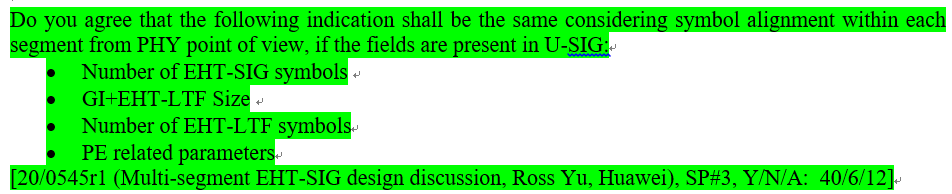 Do you agree that the following indication shall be the same considering symbol alignment within each
segment from PHY point of view, if the fields are present in U-SIG:
● Number of EHT-SIG symbols
● GI+EHT-LTF Size
● Number of EHT-LTF symbols
● PE related parameters
[20/0545r1 (Multi-segment EHT-SIG design discussion, Ross Yu, Huawei), SP#3, Y/N/A: 40/6/12]